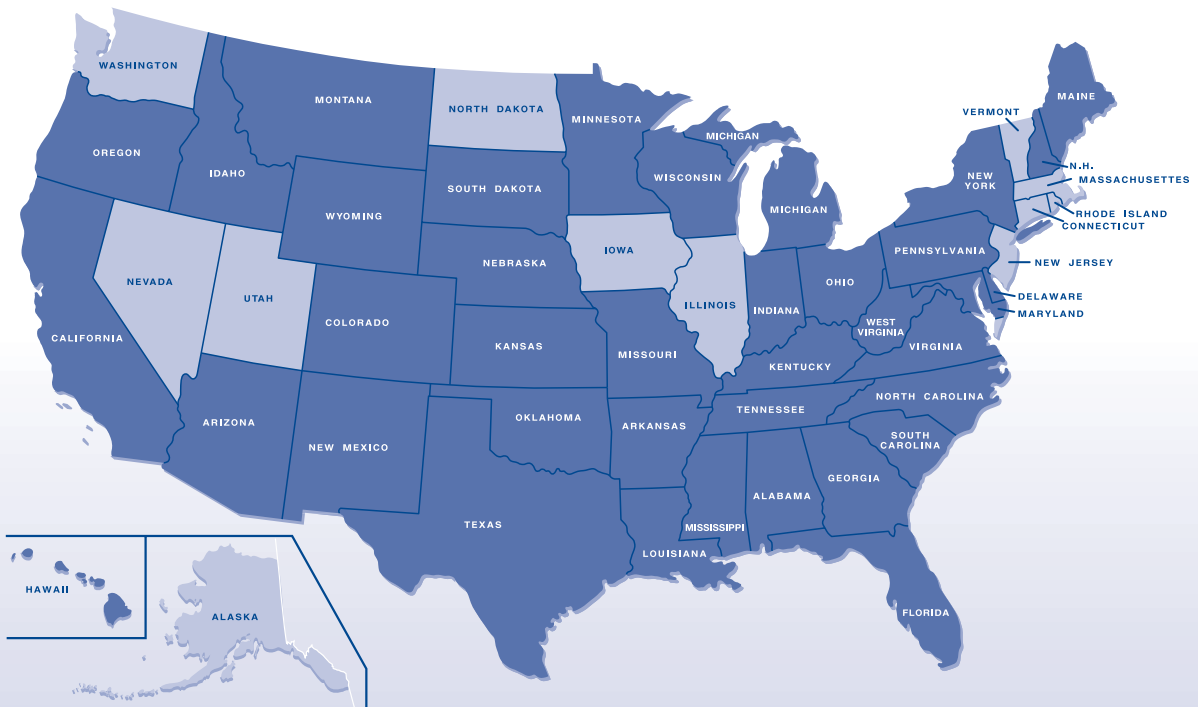 WASHINGTON
MONTANA
NORTH DAKOTA
MINNESOTA
MICHIGAN
VERMONT
MAINE
OREGON
IDAHO
SOUTH DAKOTA
WISCONSIN
MICHIGAN
NEW
YORK
N.H.
MASSACHUSETTES
RHODE ISLAND
CONNECTICUT
WYOMING
NEBRASKA
IOWA
PENNSYLVANIA
NEW JERSEY
NEVADA
UTAH
COLORADO
ILLINOIS
INDIANA
OHIO
DELAWARE
MARYLAND
CALIFORNIA
KANSAS
MISSOURI
WEST
VIRGINIA
VIRGINIA
KENTUCKY
ARIZONA
NEW MEXICO
OKLAHOMA
ARKANSAS
TENNESSEE
NORTH CAROLINA
SOUTH
CAROLINA
TEXAS
LOUISIANA
MISSISSIPPI
ALABAMA
GEORGIA
HAWAII
ALASKA
FLORIDA